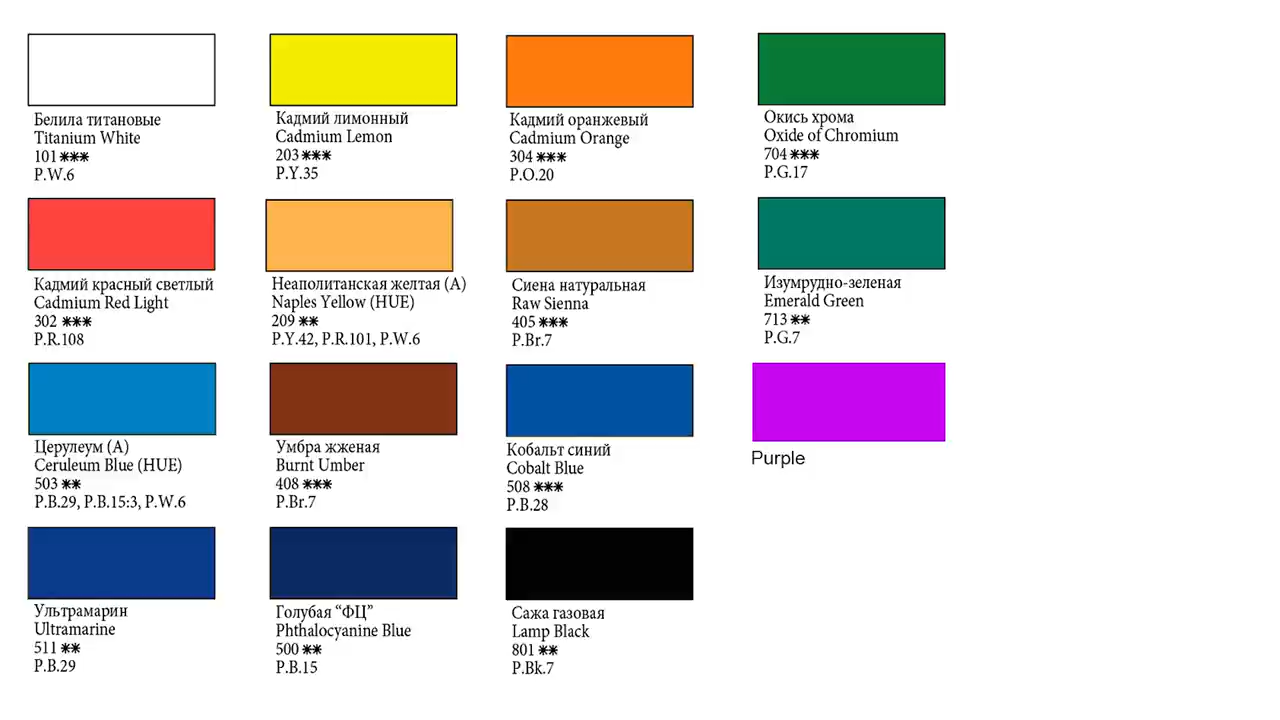 Белила титановые
Titanium White
101 ✱✱✱
P.W.6
Кадмий лимонный
Cadmium Lemon
203 ✱✱✱
P.Y.35
Кадмий оранжевый
Cadmium Orange
304 ✱✱✱
P.O.20
Окись хрома
Oxide of Chromium
704 ✱✱✱
P.G.17
Кадмий красный светлый
Cadmium Red Light
302 ✱✱✱
P.R.108
Неаполитанская желтая (А)
Naples Yellow (HUE)
209 ✱✱
P.Y.42, P.R.101, P.W.6
Сиена натуральная
Raw Sienna
405 ✱✱✱
P.Br.7
Изумрудно-зеленая
Emerald Green
713 ✱✱
P.G.7
Церулеум (А)
Ceruleum Blue (HUE)
503 ✱✱
P.B.29, P.B.15:3, P.W.6
Умбра жженая
Burnt Umber
408 ✱✱✱
P.Br.7
Кобальт синий
Cobalt Blue
508 ✱✱✱
P.B.28
Purple
Ультрамарин
Ultramarine
511 ✱✱
P.B.29
Голубая “ФЦ”
Phthalocyanine Blue
500 ✱✱
P.B.15
Сажа газовая
Lamp Black
801 ✱✱
P.Bk.7